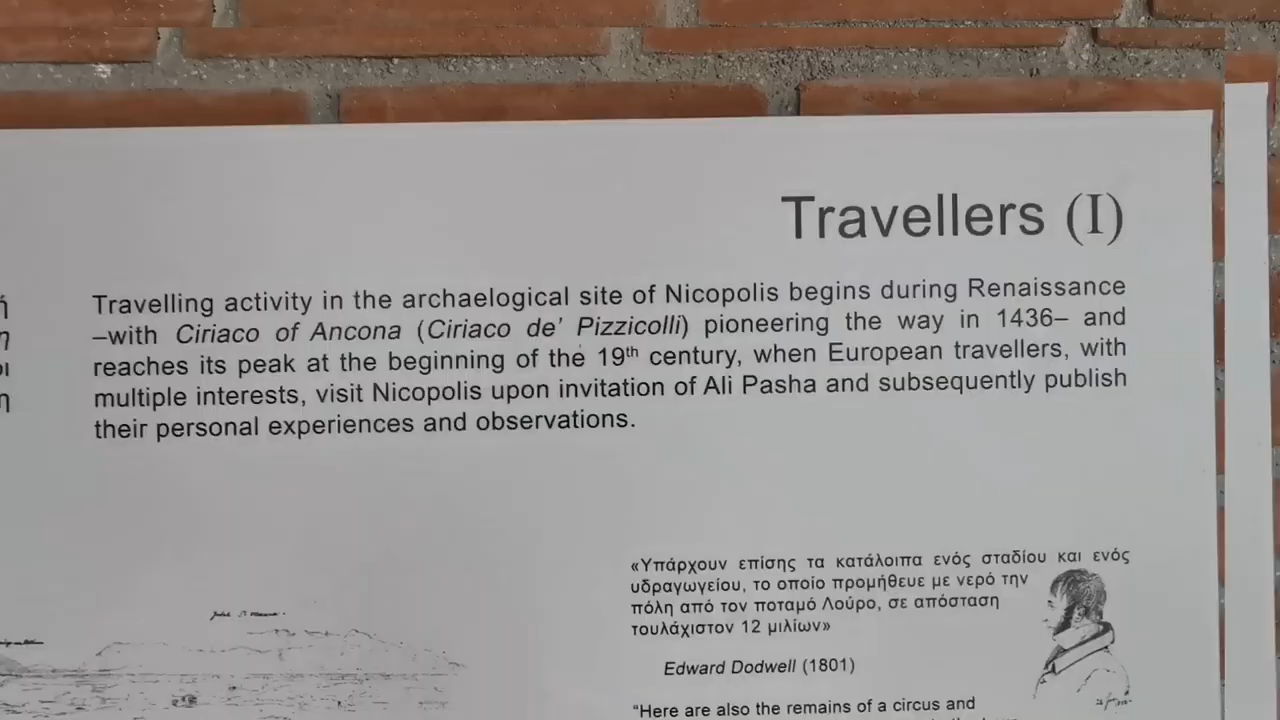 Travellers (I)
Travelling activity in the archaelogical site of Nicopolis begins during Renaissance
–with Ciriaco of Ancona (Ciriaco de’ Pizzicolli) pioneering the way in 1436– and
reaches its peak at the beginning of the 19th century, when European travellers, with
multiple interests, visit Nicopolis upon invitation of Ali Pasha and subsequently publish
their personal experiences and observations.
«Υπάρχουν επίσης τα κατάλοιπα ενός σταδίου και ενός
υδραγωγείου, το οποίο προμήθευε με νερό την
πόλη από τον ποταμό Λούρο, σε απόσταση
τουλάχιστον 12 μιλίων»
Edward Dodwell (1801)
“Here are also the remains of a circus and